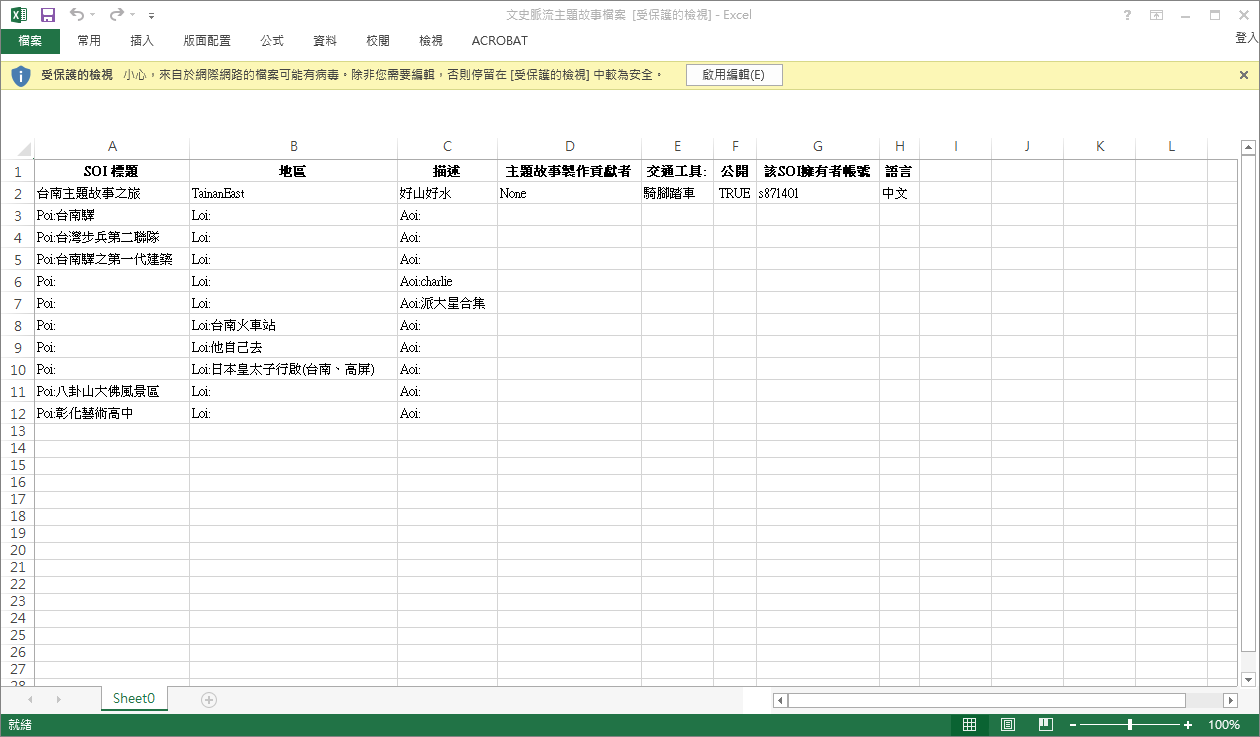 文史脈流主題故事檔案 [受保護的檢視] - Excel
?
登入
檔案 常用 插入 版面配置 公式 資料 校閱 檢視 ACROBAT
受保護的檢視 小心，來自於網際網路的檔案可能有病毒。除非您需要編輯，否則停留在 [受保護的檢視] 中較為安全。 啟用編輯(E)
A B C D E F G H I J K L
1 SOI 標題 地區 描述 主題故事製作貢獻者 交通工具: 公開 該SOI擁有者帳號 語言
2 台南主題故事之旅 TainanEast 好山好水 None 騎腳踏車 TRUE s871401 中文
3 Poi:台南驛 Loi: Aoi:
4 Poi:台灣步兵第二聯隊 Loi: Aoi:
5 Poi:台南驛之第一代建築 Loi: Aoi:
6 Poi: Loi: Aoi:charlie
7 Poi: Loi: Aoi:派大星合集
8 Poi: Loi:台南火車站 Aoi:
9 Poi: Loi:他自己去 Aoi:
10 Poi: Loi:日本皇太子行啟(台南、高屏) Aoi:
11 Poi:八卦山大佛風景區 Loi: Aoi:
12 Poi:彰化藝術高中 Loi: Aoi:
13
14
15
16
17
18
19
20
21
22
23
24
25
26
27
28
Sheet0
就緒 100%